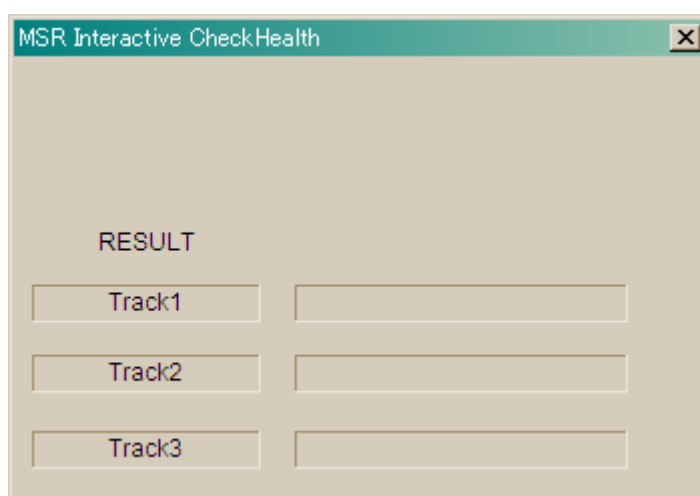 MSR Interactive CheckHealth
RESULT
Track1
Track2
Track3